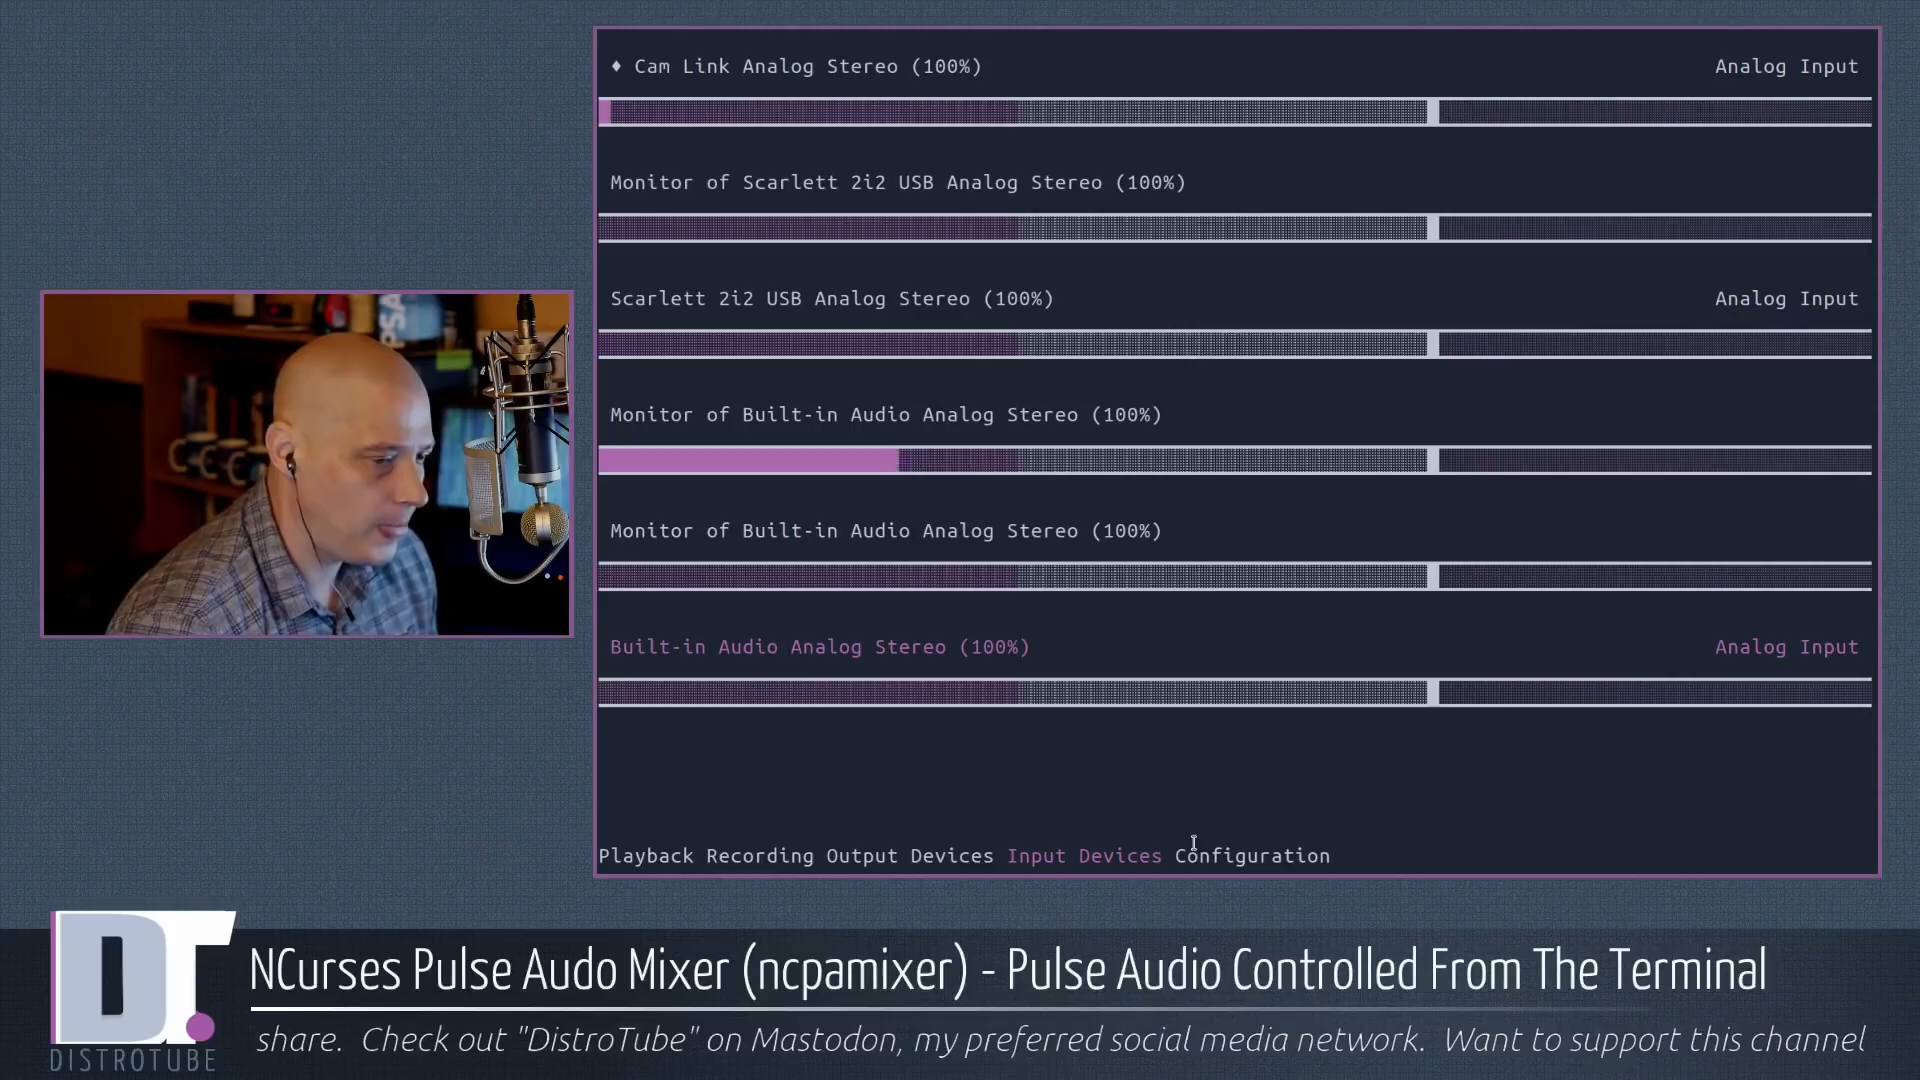 ♦ Cam Link Analog Stereo (100%) Analog Input
Monitor of Scarlett 2i2 USB Analog Stereo (100%)
Scarlett 2i2 USB Analog Stereo (100%) Analog Input
Monitor of Built-in Audio Analog Stereo (100%)
Monitor of Built-in Audio Analog Stereo (100%)
Built-in Audio Analog Stereo (100%) Analog Input
Playback Recording Output Devices Input Devices Configuration
PSA
DT
DISTROTUBE
NCurses Pulse Audo Mixer (ncpamixer) - Pulse Audio Controlled From The Terminal
share. Check out "DistroTube" on Mastodon, my preferred social media network. Want to support this channel